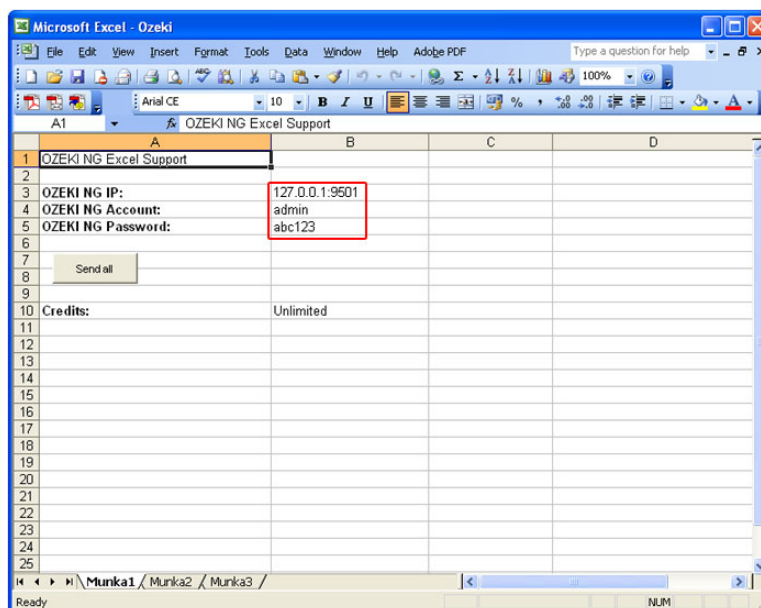 Microsoft Excel - Ozeki
File Edit View Insert Format Tools Data Window Help Adobe PDF Type a question for help
100%
Arial CE 10 B I U
A1 fx OZEKI NG Excel Support
A B C D
1 OZEKI NG Excel Support
2
3 OZEKI NG IP: 127.0.0.1:9501
4 OZEKI NG Account: admin
5 OZEKI NG Password: abc123
6
7
Send all
8
9
10 Credits: Unlimited
11
12
13
14
15
16
17
18
19
20
21
22
23
24
25
Munka1 Munka2 Munka3
Ready NUM